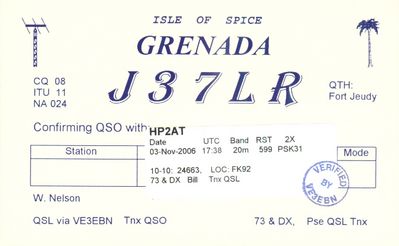 ISLE OF SPICE
GRENADA
J37LR
CQ 08
ITU 11
NA 024
QTH:
Fort Jeudy
Confirming QSO with:
HP2AT
Date UTC Band RST 2X
03-Nov-2006 17:38 20m 599 PSK31
Station
Mode
10-10: 24663, LOC: FK92
73 & DX Bill Tnx QSL
VERIFIED BY VE3EBN
W. Nelson
QSL via VE3EBN Tnx QSO 73 & DX, Pse QSL Tnx